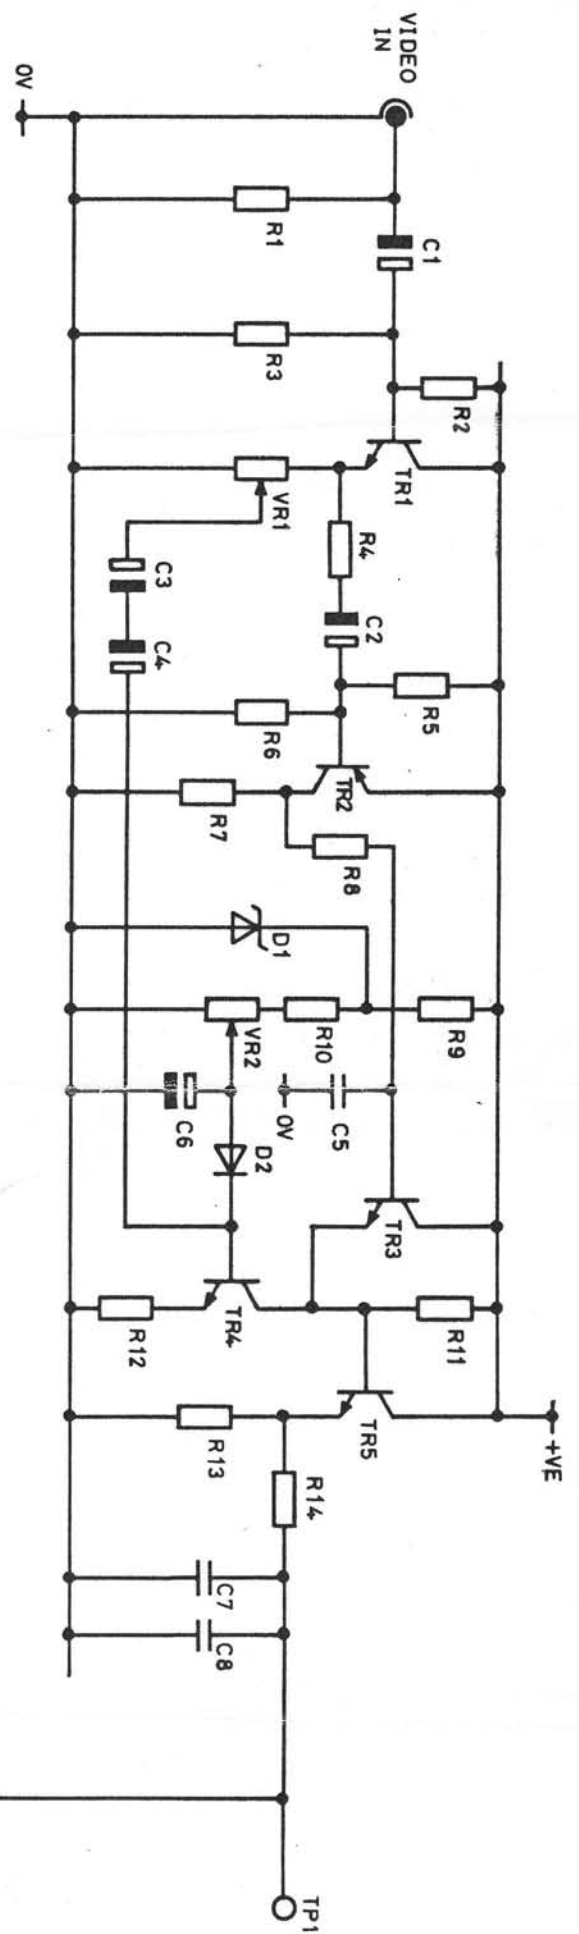 VIDEO
IN
0V
R1
C1
R3
R2
TR1
VR1
R4
C3
C2
C4
R5
R6
TR2
R7
R8
D1
R9
R10
VR2
C5
0V
C6
D2
TR3
R11
TR4
R12
TR5
+VE
R13
R14
C7
C8
TP1